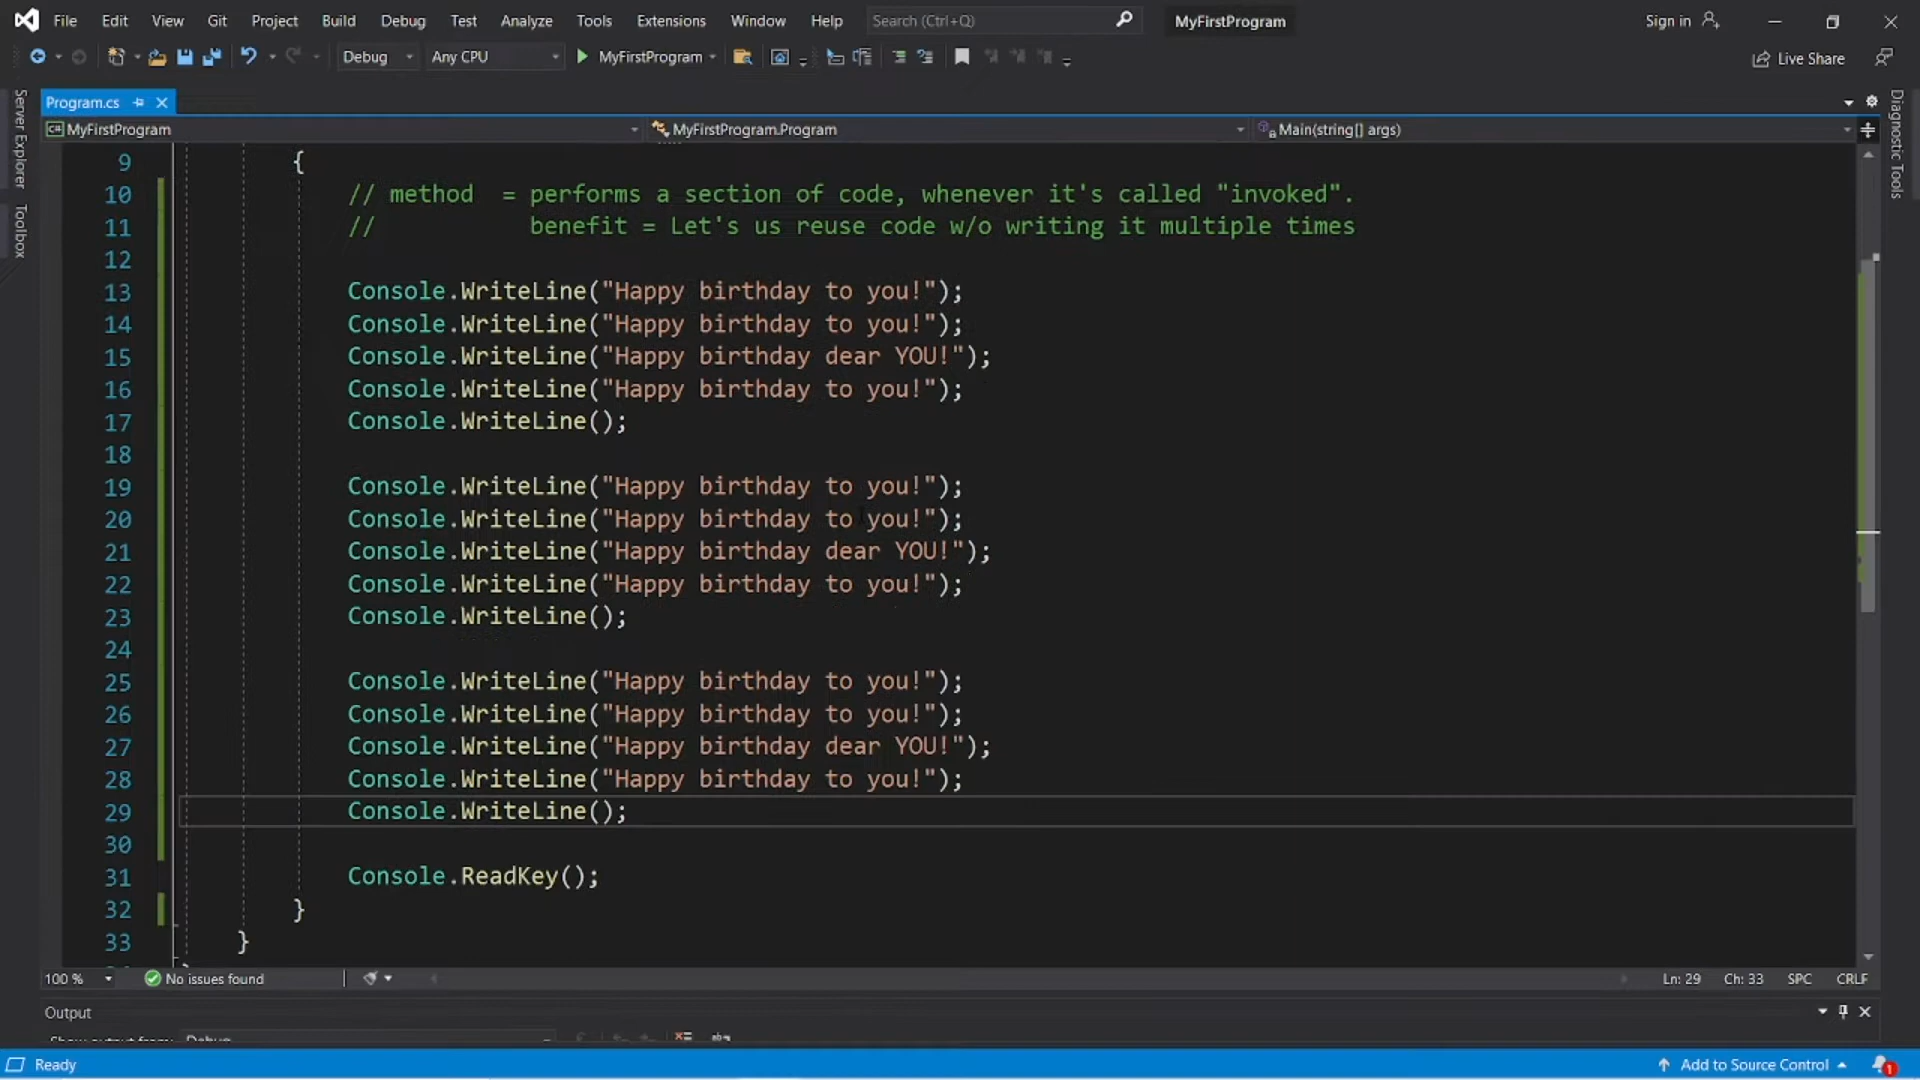 File Edit View Git Project Build Debug Test Analyze Tools Extensions Window Help Search (Ctrl+Q) MyFirstProgram Sign in
Debug Any CPU MyFirstProgram Live Share
Program.cs
MyFirstProgram MyFirstProgram.Program Main(string[] args)
Server Explorer
Toolbox
Diagnostic Tools
9 {
10 // method = performs a section of code, whenever it's called "invoked".
11 // benefit = Let's us reuse code w/o writing it multiple times
12
13 Console.WriteLine("Happy birthday to you!");
14 Console.WriteLine("Happy birthday to you!");
15 Console.WriteLine("Happy birthday dear YOU!");
16 Console.WriteLine("Happy birthday to you!");
17 Console.WriteLine();
18
19 Console.WriteLine("Happy birthday to you!");
20 Console.WriteLine("Happy birthday to you!");
21 Console.WriteLine("Happy birthday dear YOU!");
22 Console.WriteLine("Happy birthday to you!");
23 Console.WriteLine();
24
25 Console.WriteLine("Happy birthday to you!");
26 Console.WriteLine("Happy birthday to you!");
27 Console.WriteLine("Happy birthday dear YOU!");
28 Console.WriteLine("Happy birthday to you!");
29 Console.WriteLine();
30
31 Console.ReadKey();
32 }
33 }
100 % No issues found Ln: 29 Ch: 33 SPC CRLF
Output
Show output from: Debug
Ready Add to Source Control 1